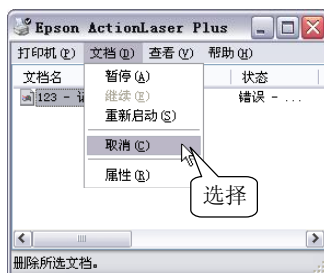 Epson ActionLaser Plus
打印机(P) 文档(D) 查看(V) 帮助(H)
文档名 状态
123 - 错误 - ...
暂停(A)
继续(E)
重新启动(S)
取消(C)
属性(R)
选择
删除所选文档。